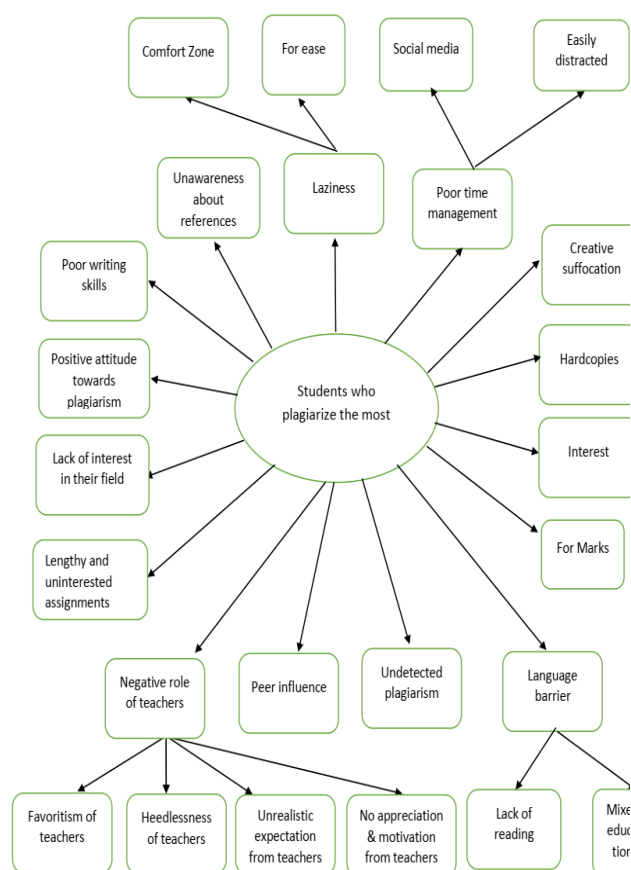 Comfort Zone
For ease
Social media
Easily
distracted
Unawareness
about
references
Laziness
Poor time
management
Creative
suffocation
Poor writing
skills
Hardcopies
Positive attitude
towards
plagiarism
Students who
plagiarize the most
Interest
Lack of interest
in their field
For Marks
Lengthy and
uninterested
assignments
Negative role
of teachers
Peer influence
Undetected
plagiarism
Language
barrier
Favoritism of
teachers
Heedlessness
of teachers
Unrealistic
expectation
from teachers
No appreciation
& motivation
from teachers
Lack of
reading
educ
tion